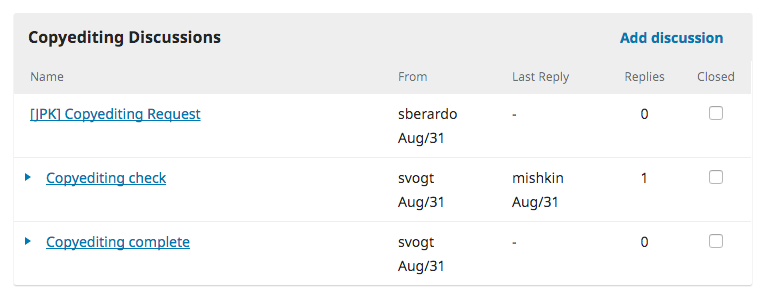 Copyediting Discussions Add discussion
Name From Last Reply Replies Closed
[JPK] Copyediting Request sberardo - 0
Aug/31
Copyediting check svogt mishkin 1
Aug/31 Aug/31
Copyediting complete svogt - 0
Aug/31